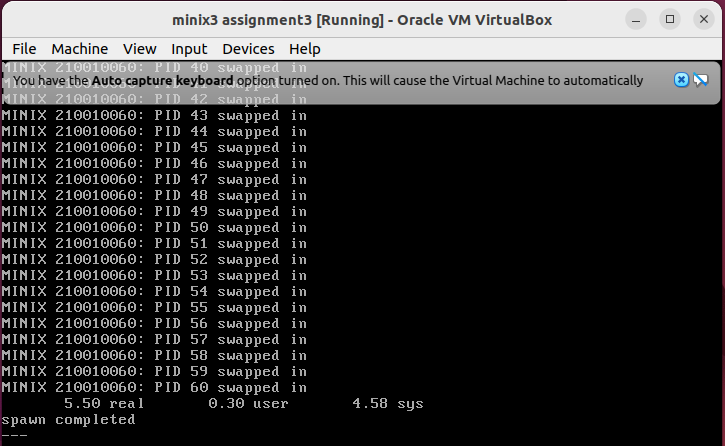 minix3 assignment3 [Running] - Oracle VM VirtualBox
File Machine View Input Devices Help
MINIX 210010060: PID 40 swapped in
You have the Auto capture keyboard option turned on. This will cause the Virtual Machine to automatically
MINIX 210010060: PID 42 swapped in
MINIX 210010060: PID 43 swapped in
MINIX 210010060: PID 44 swapped in
MINIX 210010060: PID 45 swapped in
MINIX 210010060: PID 46 swapped in
MINIX 210010060: PID 47 swapped in
MINIX 210010060: PID 48 swapped in
MINIX 210010060: PID 49 swapped in
MINIX 210010060: PID 50 swapped in
MINIX 210010060: PID 51 swapped in
MINIX 210010060: PID 52 swapped in
MINIX 210010060: PID 53 swapped in
MINIX 210010060: PID 54 swapped in
MINIX 210010060: PID 55 swapped in
MINIX 210010060: PID 56 swapped in
MINIX 210010060: PID 57 swapped in
MINIX 210010060: PID 58 swapped in
MINIX 210010060: PID 59 swapped in
MINIX 210010060: PID 60 swapped in
5.50 real 0.30 user 4.58 sys
spawn completed
---